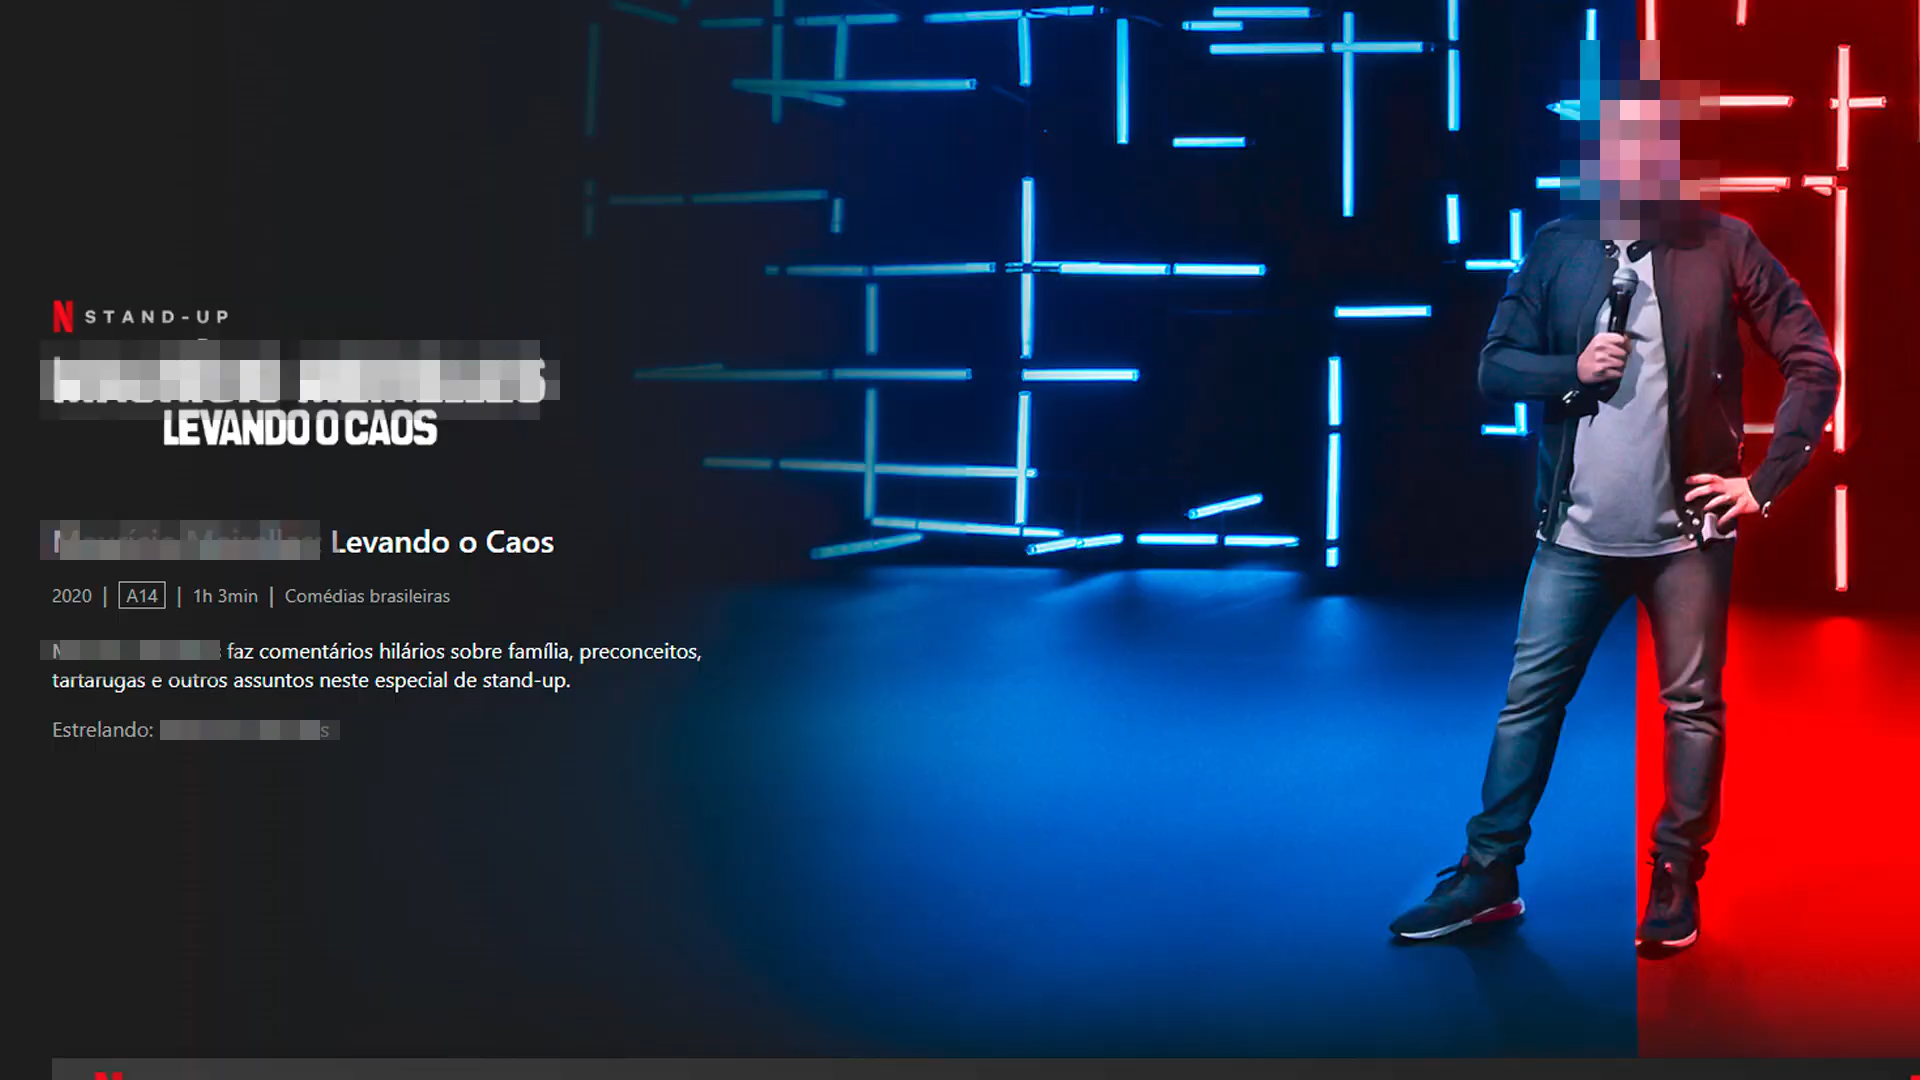 N STAND-UP
LEVANDO O CAOS
Levando o Caos
2020 | A14 | 1h 3min | Comédias brasileiras
faz comentários hilários sobre família, preconceitos,
tartarugas e outros assuntos neste especial de stand-up.
Estrelando: